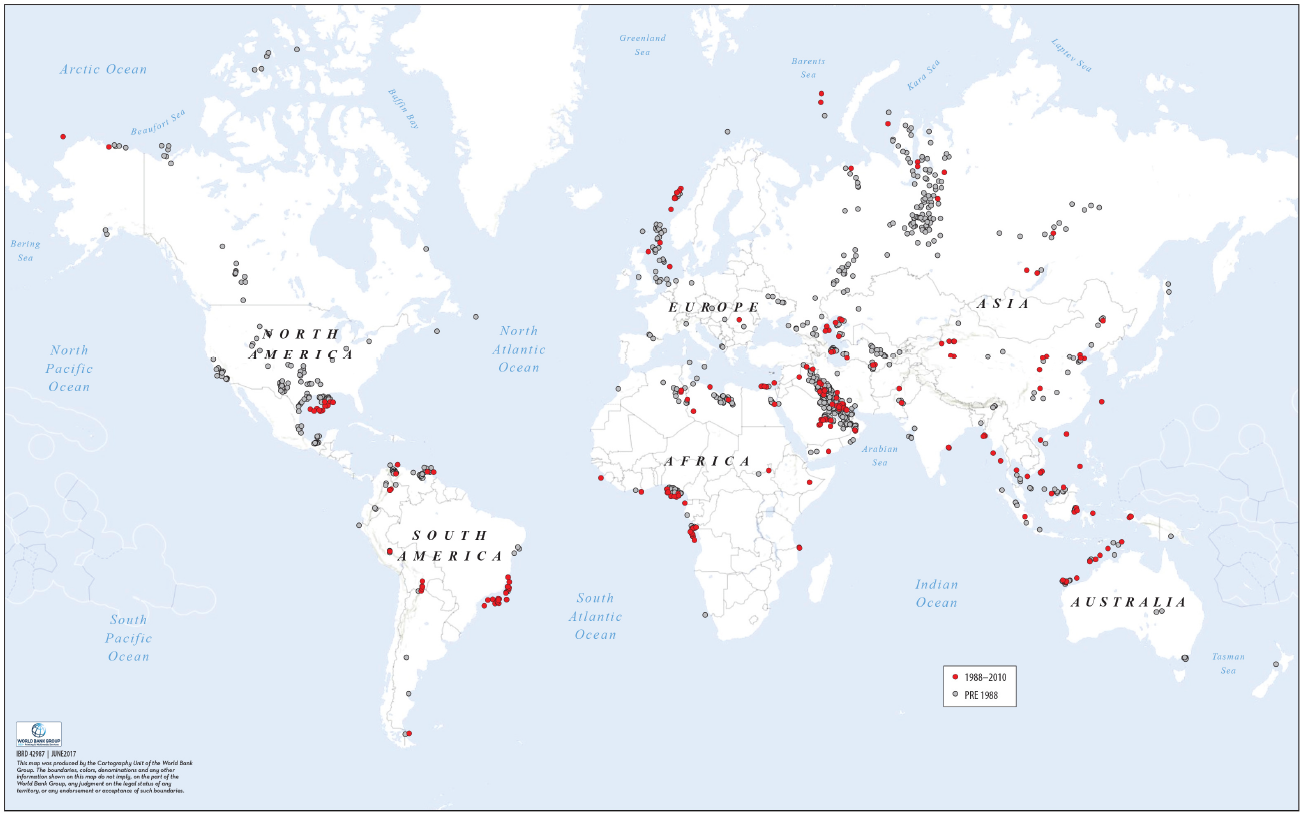 Greenland
Sea
Barents
Sea
Kara Sea
Laptev Sea
Arctic Ocean
Beaufort Sea
Baffin Bay
Bering
Sea
EUROPE
ASIA
NORTH
AMERICA
North
Pacific
Ocean
North
Atlantic
Ocean
AFRICA
Arabian
Sea
SOUTH
AMERICA
Indian
Ocean
South
Atlantic
Ocean
AUSTRALIA
South
Pacific
Ocean
Tasman
Sea
1988–2010
PRE 1988
WORLD BANK GROUP
IBRD 42987 | JUNE 2017
This map was produced by the Cartography Unit of the World Bank
Group. The boundaries, colors, denominations and any other
information shown on this map do not imply, on the part of the
World Bank Group, any judgment on the legal status of any
territory, or any endorsement or acceptance of such boundaries.